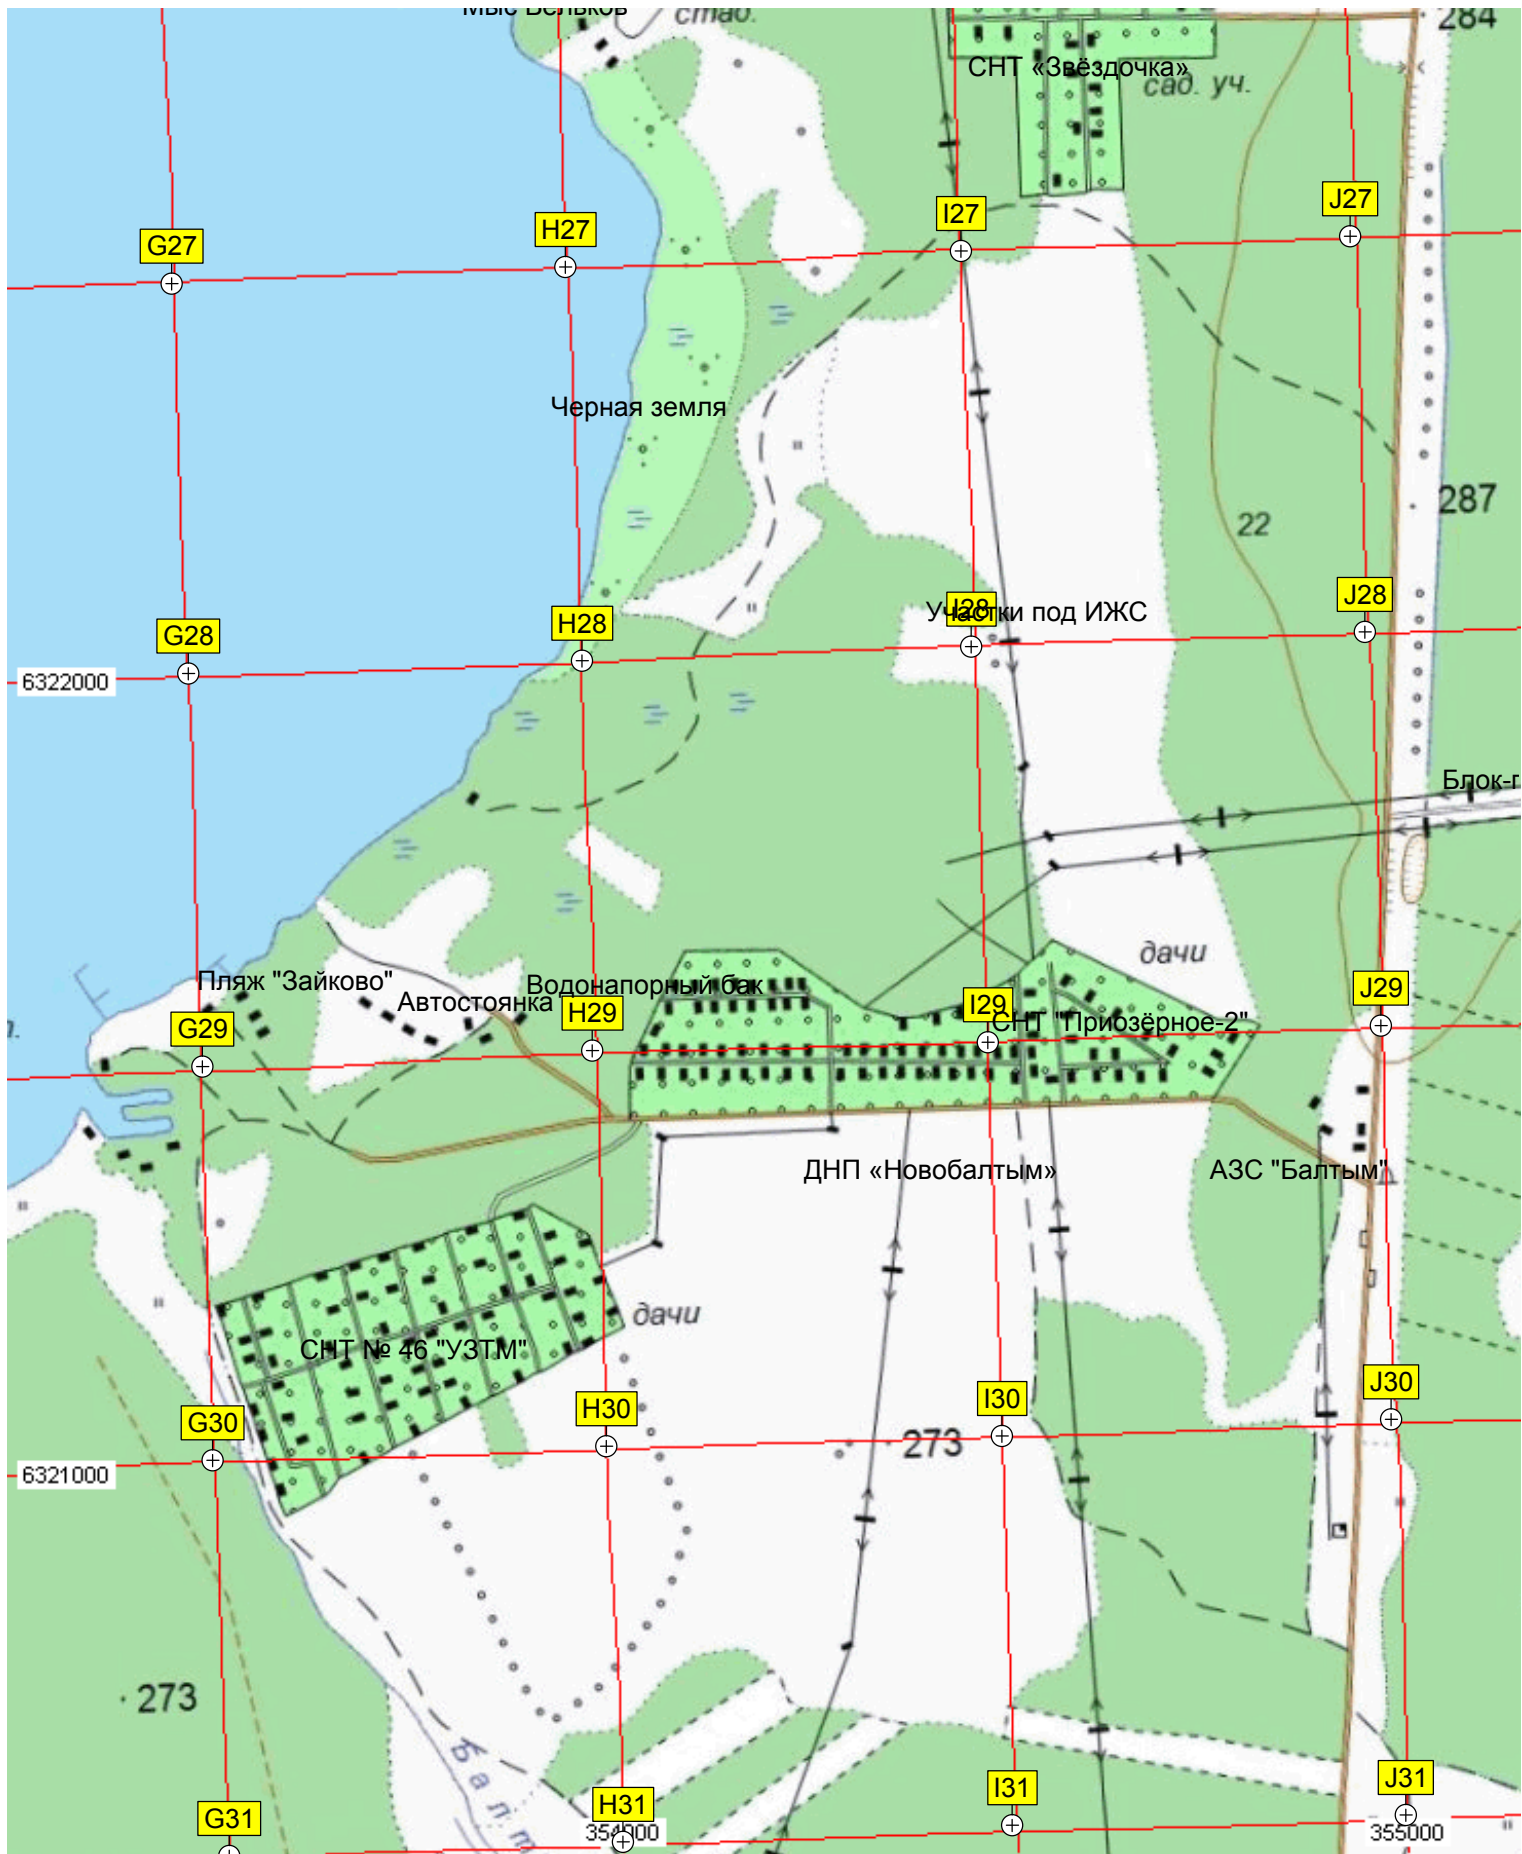 стад.
284
СНТ «Звёздочка»
сад. уч.
J27
I27
H27
G27
Черная земля
287
22
J28
I28
Участки под ИЖС
H28
G28
6322000
дачи
Пляж "Зайково"
Водонапорный бак
Автостоянка
J29
I29
H29
СНТ "Приозёрное-2"
G29
ДНП «Новобалтым»
АЗС "Балтым"
дачи
СНТ № 46 "УЗТМ"
J30
I30
H30
G30
273
6321000
273
J31
I31
H31
G31
354000
355000